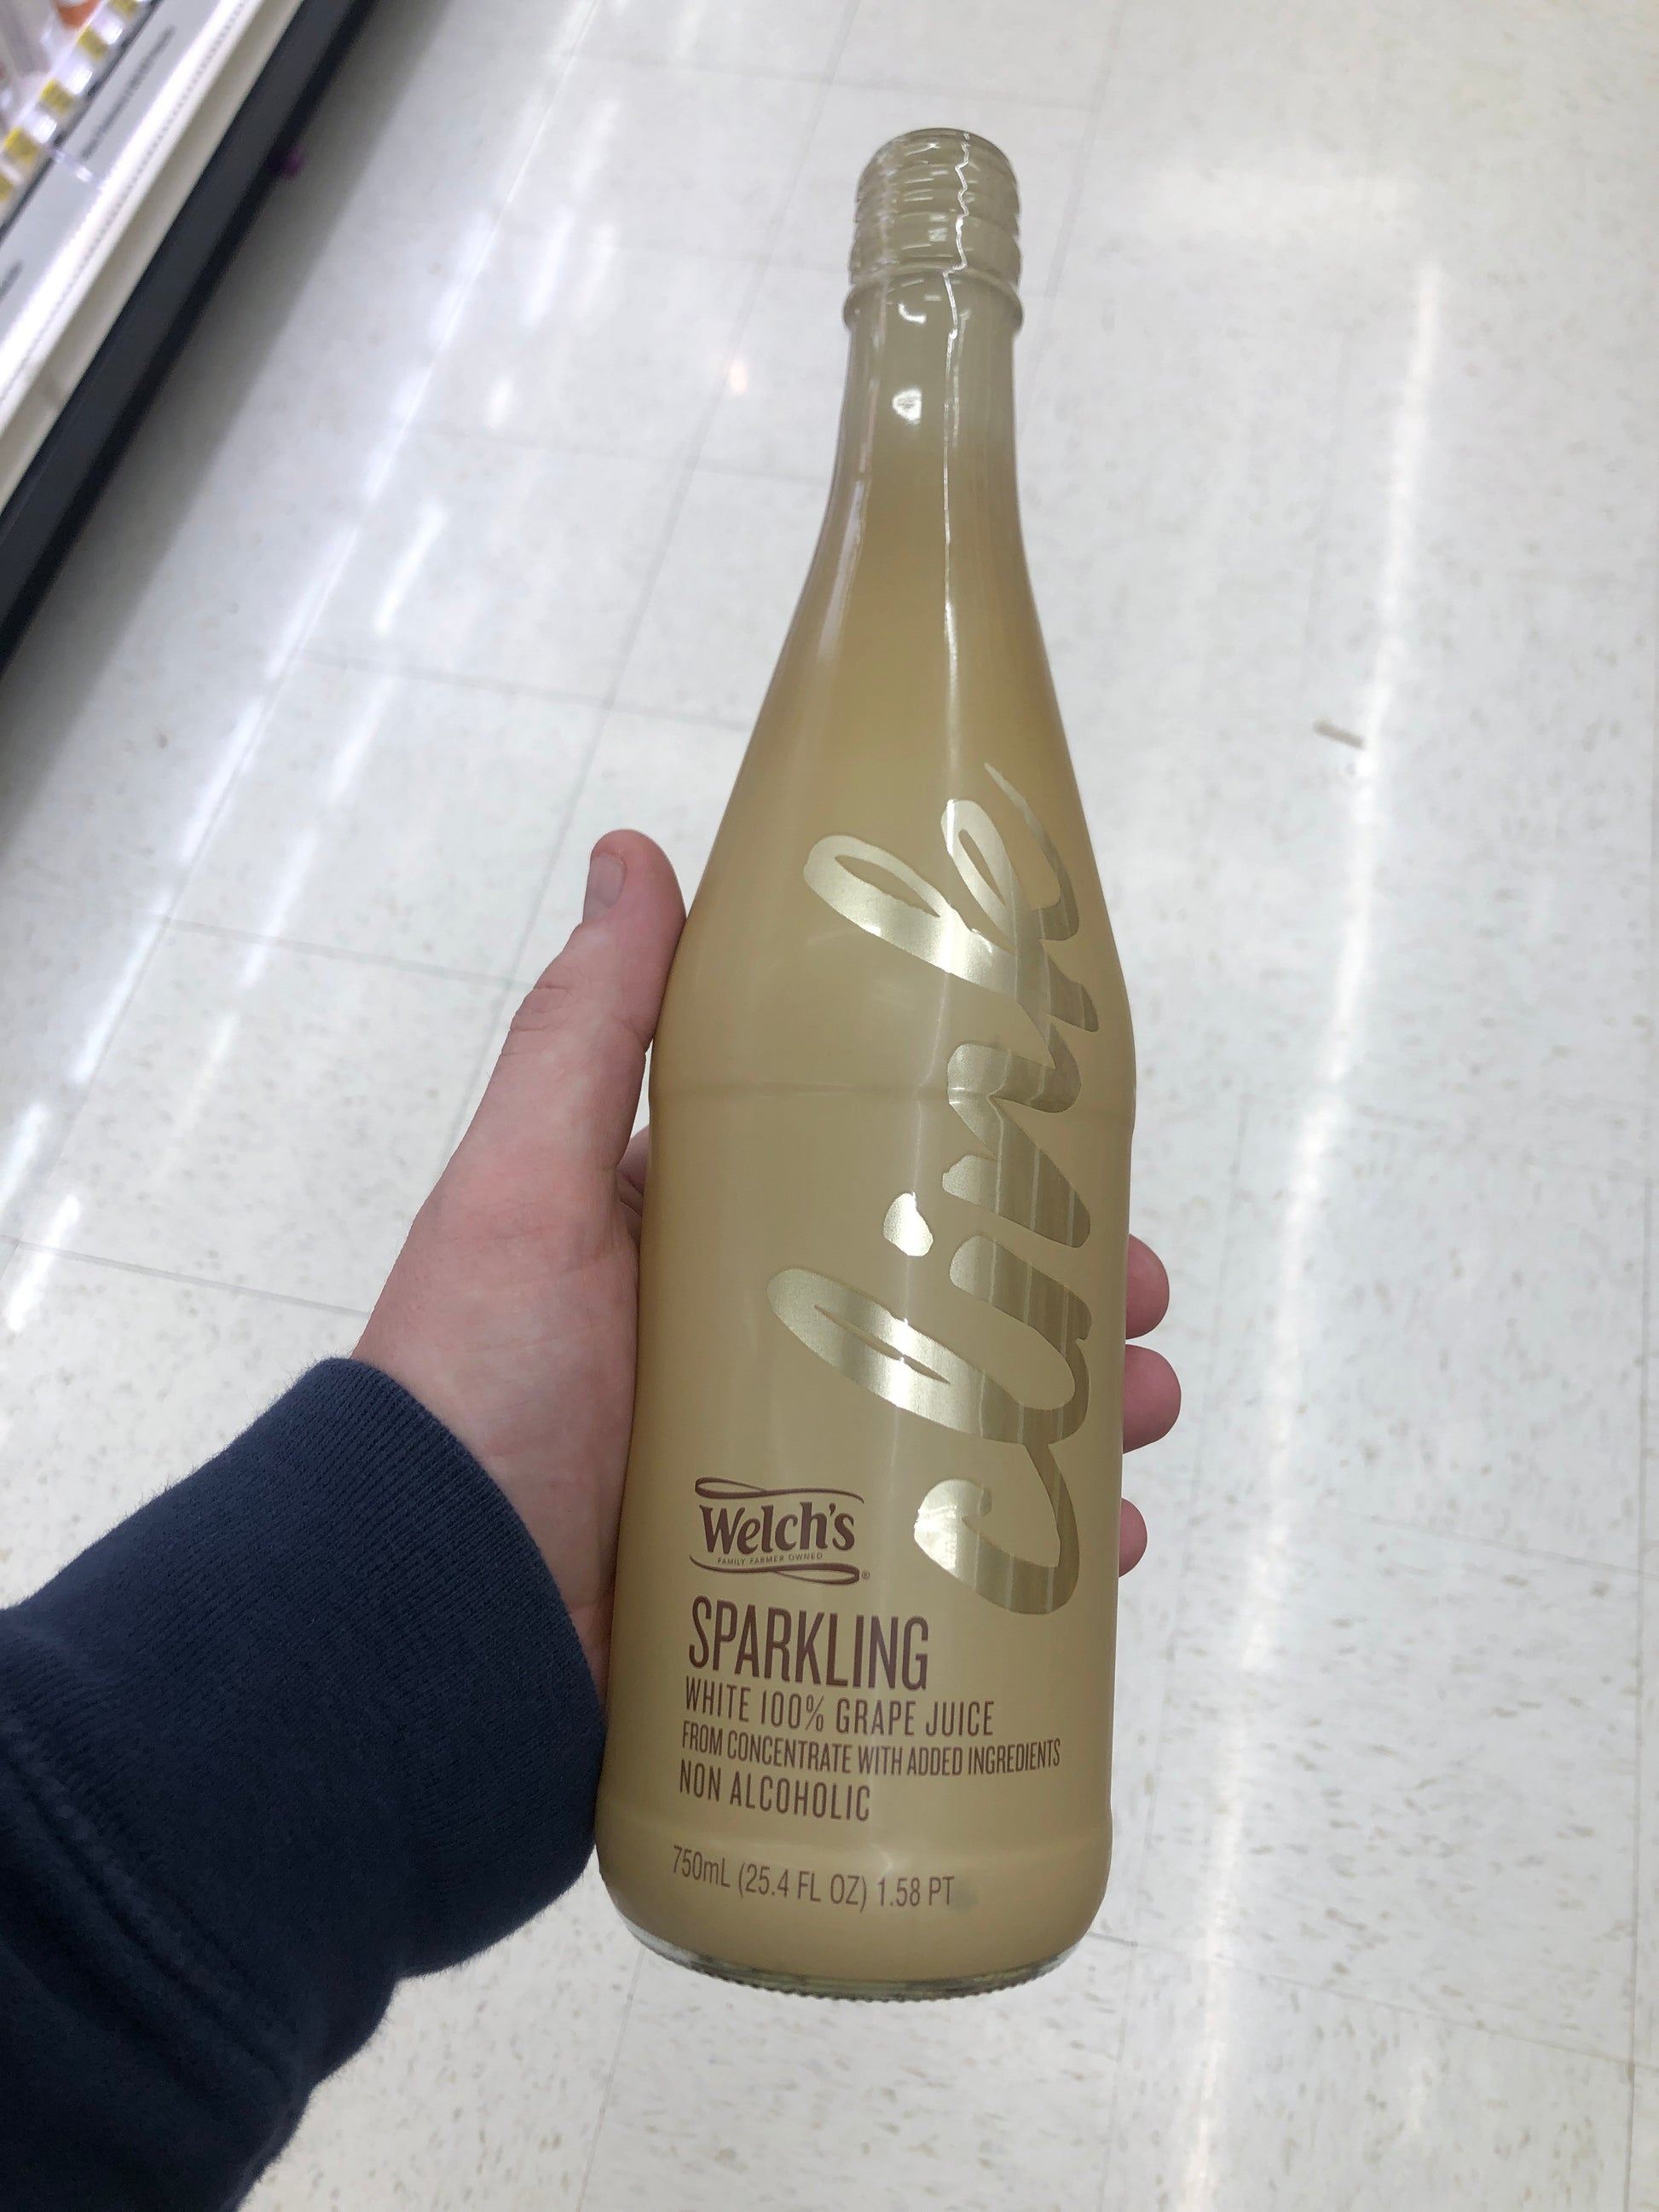 clink
Welch's
FAMILY FARMER OWNED
®
SPARKLING
WHITE 100% GRAPE JUICE
FROM CONCENTRATE WITH ADDED INGREDIENTS
NON ALCOHOLIC
750mL (25.4 FL OZ) 1.58 PT